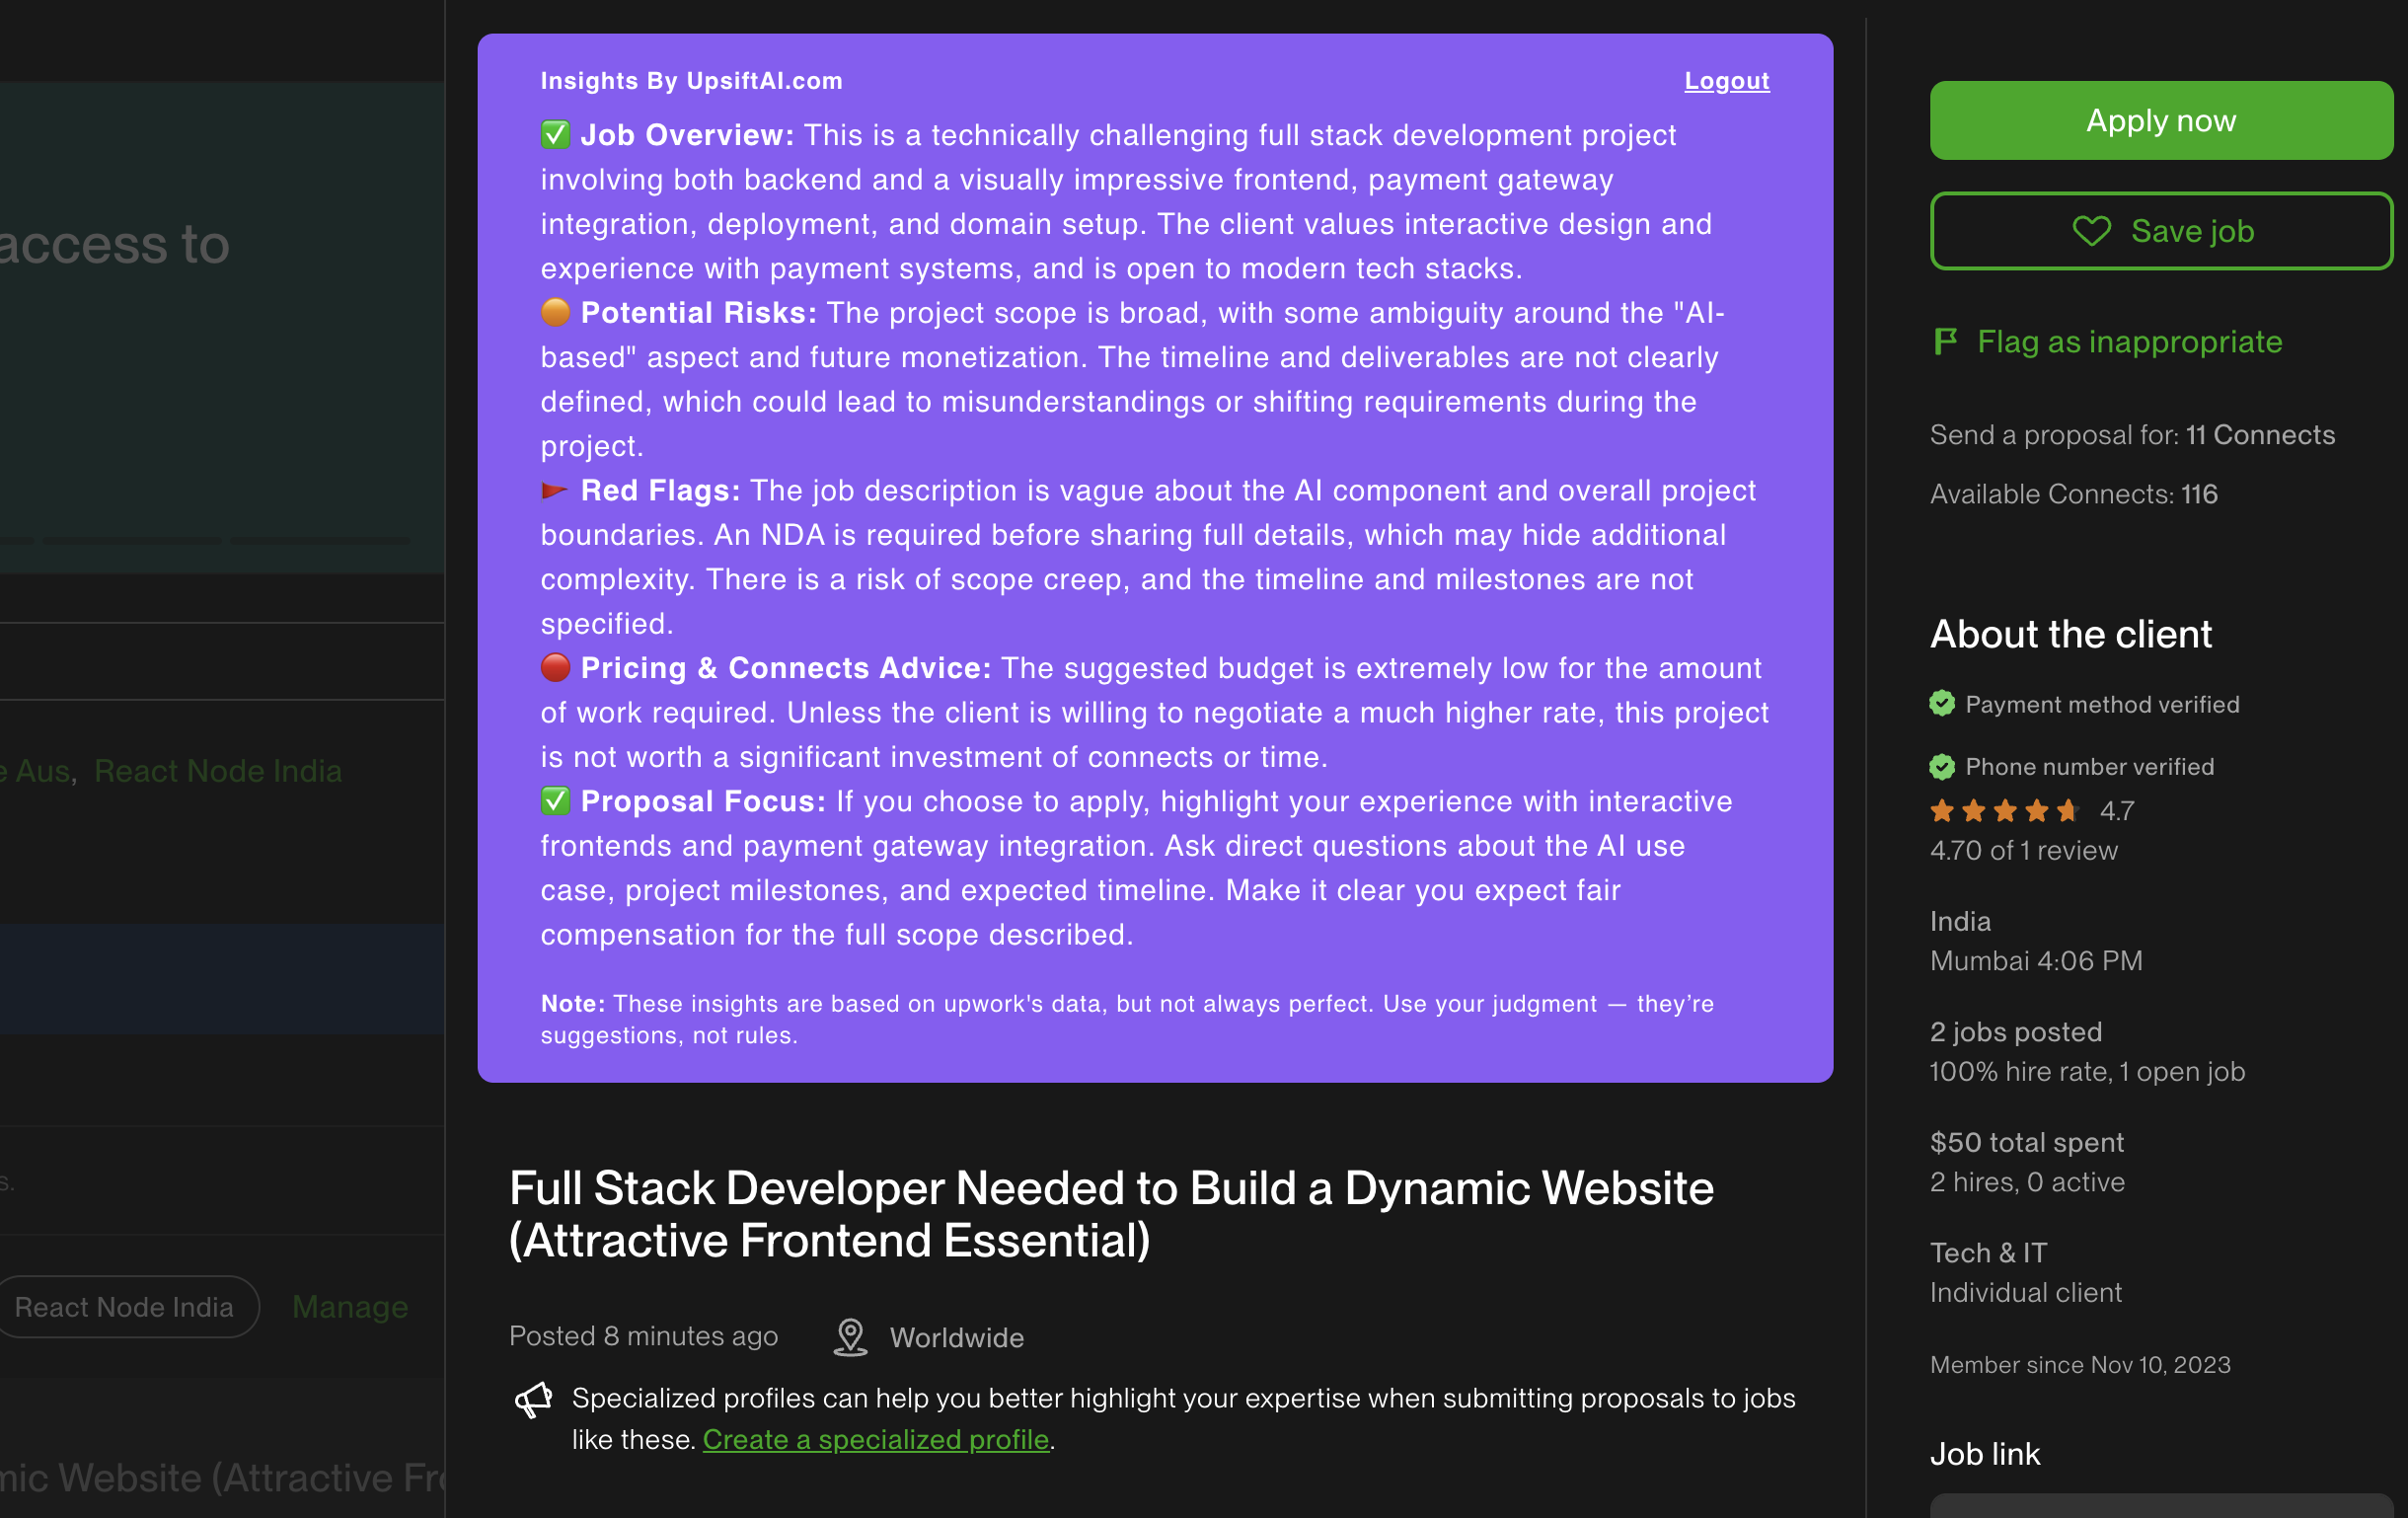 access to
e Aus, React Node India
s.
React Node India
Manage
mic Website (Attractive Fro
Insights By UpsiftAI.com
Logout
✅ Job Overview: This is a technically challenging full stack development project
involving both backend and a visually impressive frontend, payment gateway
integration, deployment, and domain setup. The client values interactive design and
experience with payment systems, and is open to modern tech stacks.
🟠 Potential Risks: The project scope is broad, with some ambiguity around the "AI-
based" aspect and future monetization. The timeline and deliverables are not clearly
defined, which could lead to misunderstandings or shifting requirements during the
project.
🚩 Red Flags: The job description is vague about the AI component and overall project
boundaries. An NDA is required before sharing full details, which may hide additional
complexity. There is a risk of scope creep, and the timeline and milestones are not
specified.
🔴 Pricing & Connects Advice: The suggested budget is extremely low for the amount
of work required. Unless the client is willing to negotiate a much higher rate, this project
is not worth a significant investment of connects or time.
✅ Proposal Focus: If you choose to apply, highlight your experience with interactive
frontends and payment gateway integration. Ask direct questions about the AI use
case, project milestones, and expected timeline. Make it clear you expect fair
compensation for the full scope described.
Note: These insights are based on upwork's data, but not always perfect. Use your judgment — they’re
suggestions, not rules.
Full Stack Developer Needed to Build a Dynamic Website
(Attractive Frontend Essential)
Posted 8 minutes ago
Worldwide
Specialized profiles can help you better highlight your expertise when submitting proposals to jobs
like these. Create a specialized profile.
Apply now
Save job
Flag as inappropriate
Send a proposal for: 11 Connects
Available Connects: 116
About the client
Payment method verified
Phone number verified
4.7
4.70 of 1 review
India
Mumbai 4:06 PM
2 jobs posted
100% hire rate, 1 open job
$50 total spent
2 hires, 0 active
Tech & IT
Individual client
Member since Nov 10, 2023
Job link